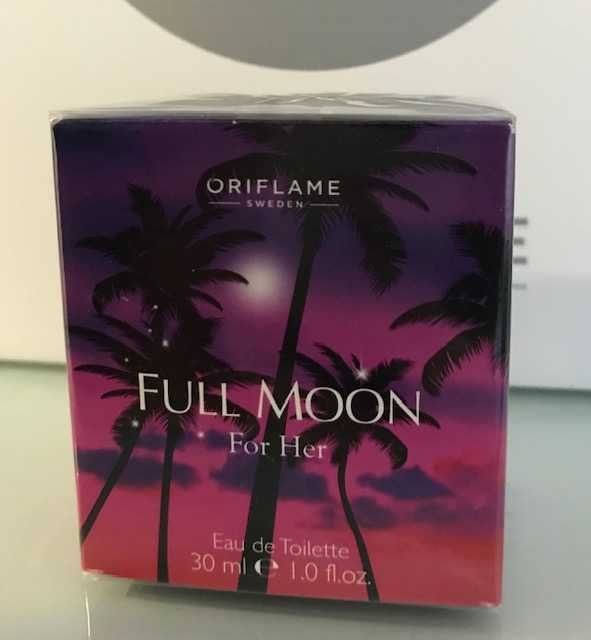 ORIFLAME
SWEDEN
FULL MOON
For Her
Eau de Toilette
30 ml ℮ 1.0 fl.oz.